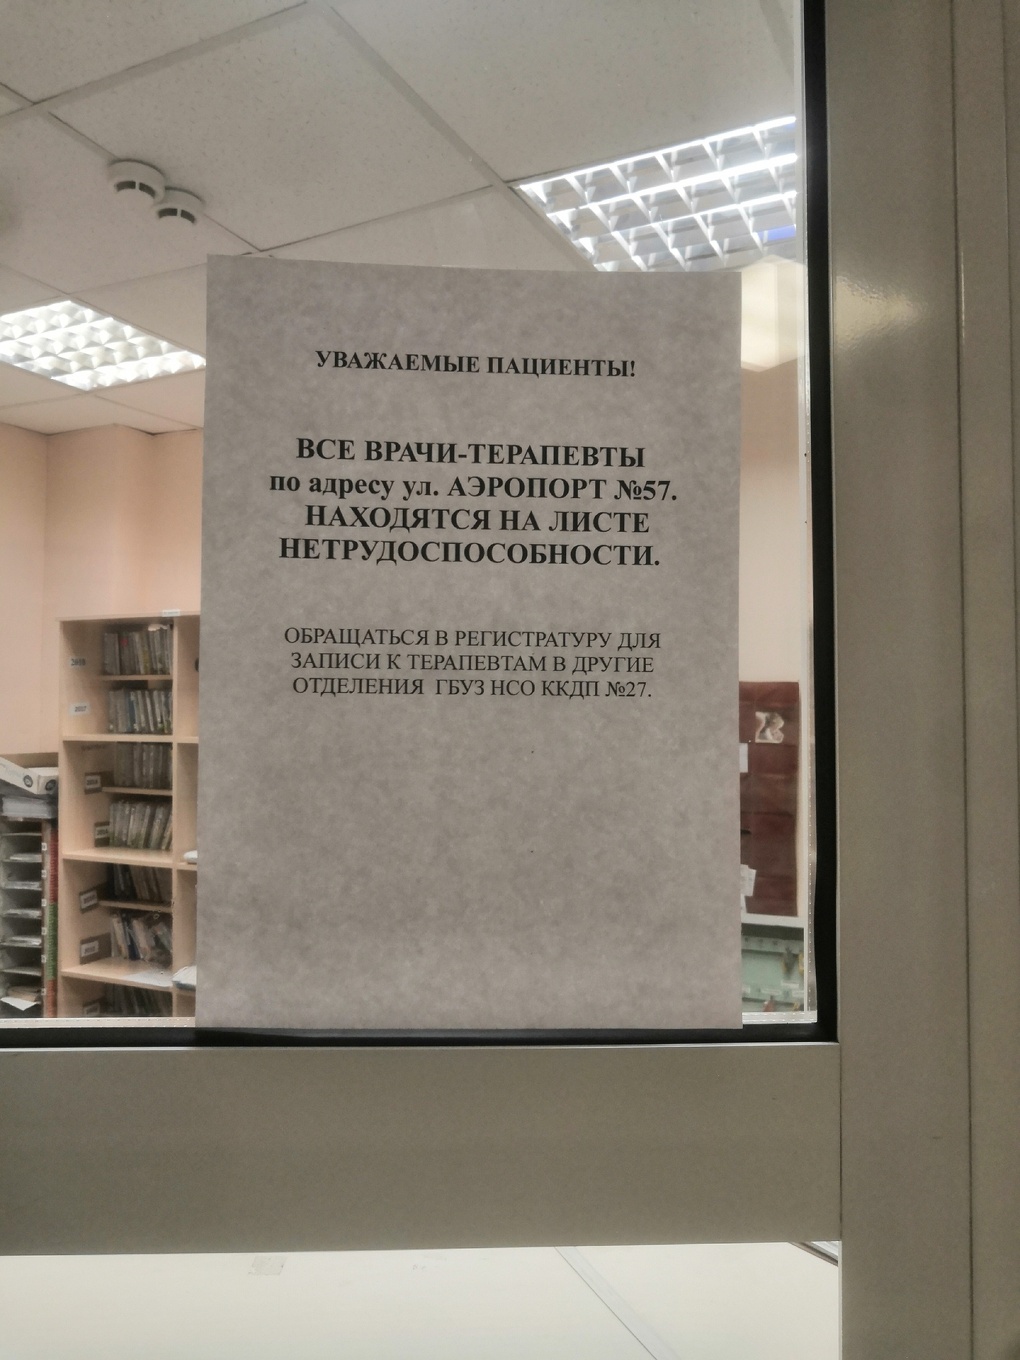 УВАЖАЕМЫЕ ПАЦИЕНТЫ!
ВСЕ ВРАЧИ-ТЕРАПЕВТЫ
по адресу ул. АЭРОПОРТ №57.
НАХОДЯТСЯ НА ЛИСТЕ
НЕТРУДОСПОСОБНОСТИ.
ОБРАЩАТЬСЯ В РЕГИСТРАТУРУ ДЛЯ
ЗАПИСИ К ТЕРАПЕВТАМ В ДРУГИЕ
ОТДЕЛЕНИЯ ГБУЗ НСО ККДП №27.